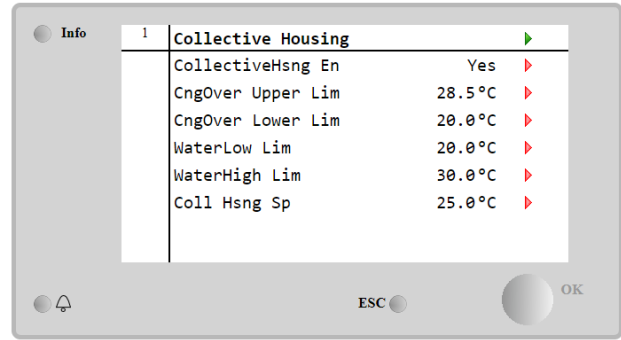 Info
1 Collective Housing
CollectiveHsng En Yes
CngOver Upper Lim 28.5°C
CngOver Lower Lim 20.0°C
WaterLow Lim 20.0°C
WaterHigh Lim 30.0°C
Coll Hsng Sp 25.0°C
ESC
OK